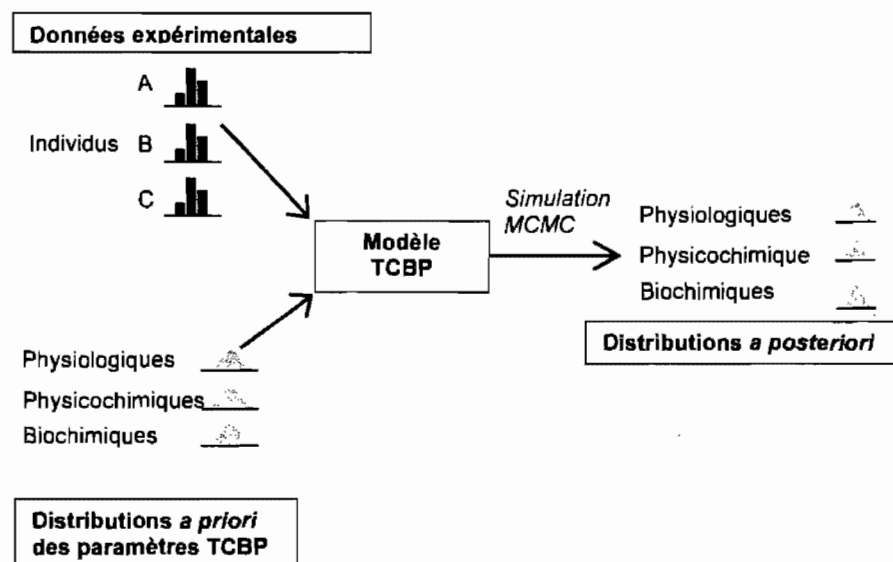 Données expérimentales
A
Individus B
C
Simulation
MCMC
Modèle
TCBP
Physiologiques
Physicochimique
Biochimiques
Distributions a posteriori
Physiologiques
Physicochimiques
Biochimiques
Distributions a priori
des paramètres TCBP